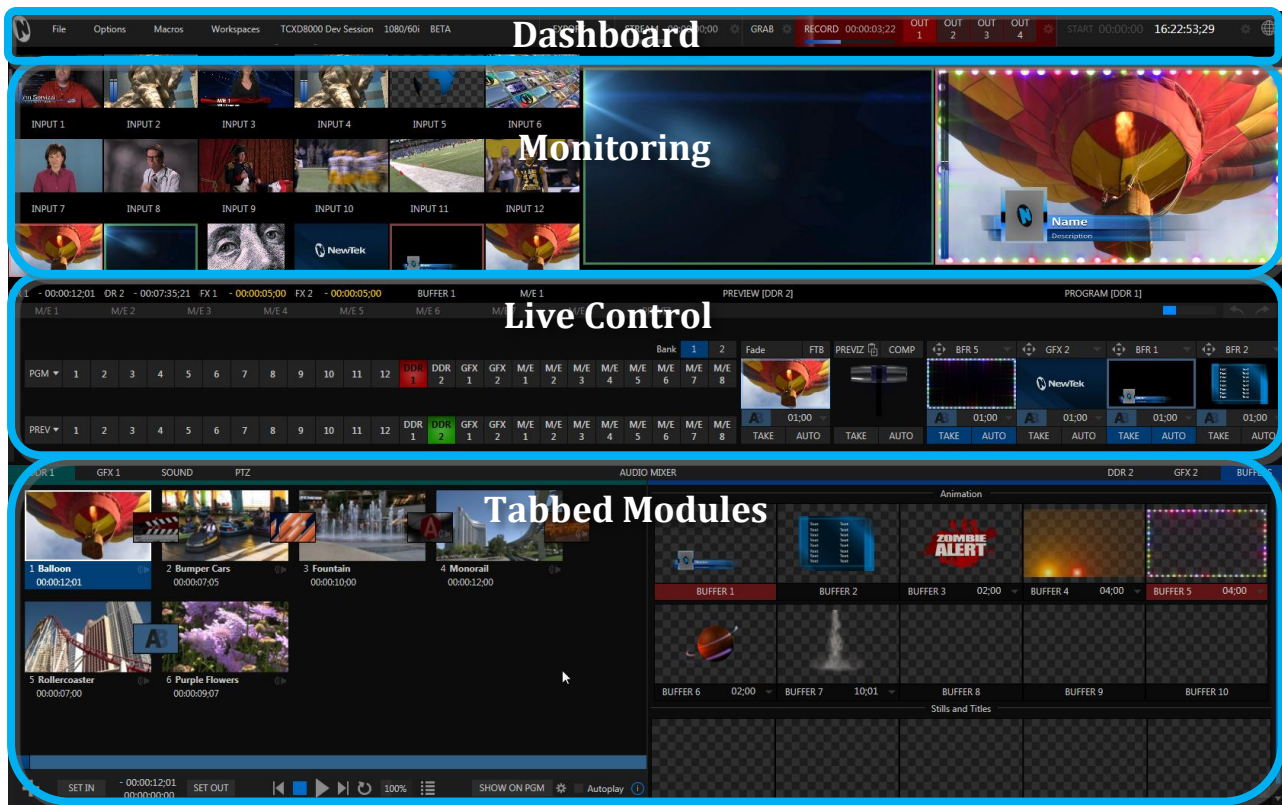 File Options Macros Workspaces TCXD8000 Dev Session 1080/60i BETA
GRAB RECORD 00:00:03;22 OUT 1 OUT 2 OUT 3 OUT 4 START 00:00:00 16:22:53;29
Dashboard
INPUT 1 INPUT 2 INPUT 3 INPUT 4 INPUT 5 INPUT 6
Monitoring
INPUT 7 INPUT 8 INPUT 9 INPUT 10 INPUT 11 INPUT 12
NewTek
Name
Description
- 00:00:12;01 - 00:07:35;21 FX 1 - 00:00:05;00 FX 2 - 00:00:05;00 BUFFER 1 M/E 1 PREVIEW [DDR 2] PROGRAM [DDR 1]
M/E 1 M/E 2 M/E 3 M/E 4 M/E 5 M/E 6
Live Control
Bank 1 2 Fade FTB PREVIZ COMP BFR 5 GFX 2 BFR 1 BFR 2
PGM 1 2 3 4 5 6 7 8 9 10 11 12 DDR 1 DDR 2 GFX 1 GFX 2 M/E 1 M/E 2 M/E 3 M/E 4 M/E 5 M/E 6 M/E 7 M/E 8
NewTek
01;00 01;00 01;00 01;00 01;00
PREV 1 2 3 4 5 6 7 8 9 10 11 12 DDR 1 DDR 2 GFX 1 GFX 2 M/E 1 M/E 2 M/E 3 M/E 4 M/E 5 M/E 6 M/E 7 M/E 8
TAKE AUTO TAKE AUTO TAKE AUTO TAKE AUTO TAKE AUTO TAKE AUTO
DDR 1 GFX 1 SOUND PTZ AUDIO MIXER DDR 2 GFX 2
Tabbed Modules
Animation
ZOMBIE
ALERT
1 Balloon 2 Bumper Cars 3 Fountain 4 Monorail
00:00:12;01 00:00:07;05 00:00:10;00 00:00:12;00
BUFFER 1 BUFFER 2 BUFFER 3 02;00 BUFFER 4 04;00 BUFFER 5 04;00
5 Rollercoaster 6 Purple Flowers
00:00:07;00 00:00:09;07
BUFFER 6 02;00 BUFFER 7 10;01 BUFFER 8 BUFFER 9 BUFFER 10
Stills and Titles
SET IN - 00:00:12;01 SET OUT 100% SHOW ON PGM Autoplay
00:00:00;00